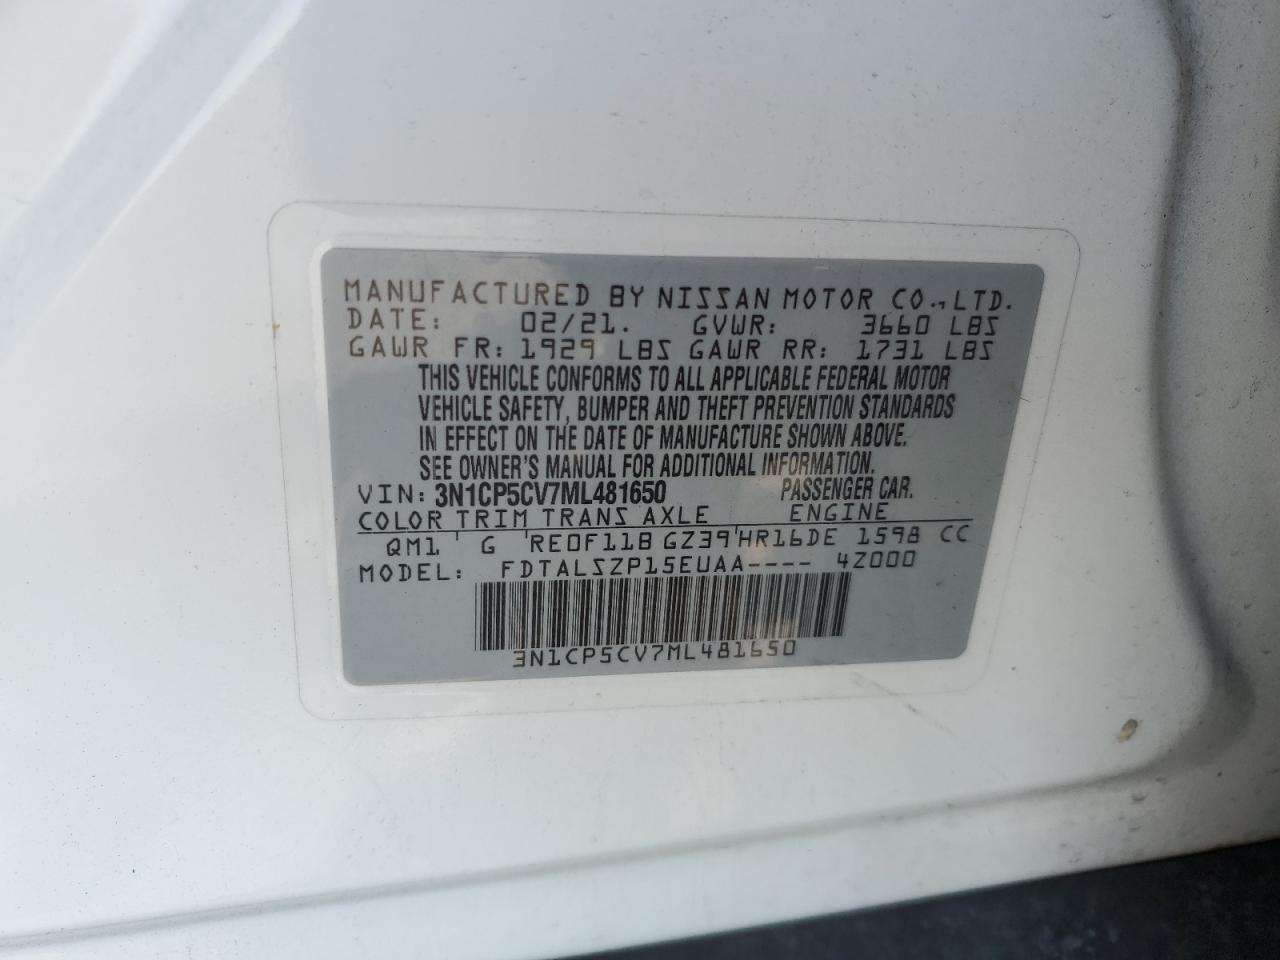 MANUFACTURED BY NISSAN MOTOR CO., LTD.
DATE: 02/21. GVWR: 3660 LBS
GAWR FR: 1929 LBS GAWR RR: 1731 LBS
THIS VEHICLE CONFORMS TO ALL APPLICABLE FEDERAL MOTOR
VEHICLE SAFETY, BUMPER AND THEFT PREVENTION STANDARDS
IN EFFECT ON THE DATE OF MANUFACTURE SHOWN ABOVE.
SEE OWNER'S MANUAL FOR ADDITIONAL INFORMATION.
VIN: 3N1CP5CV7ML481650 PASSENGER CAR.
COLOR TRIM TRANS AXLE ENGINE
QM1 ' G 'RE0F11B GZ39'HR16DE 1598 CC
MODEL: FDTALSZP15EUAA---- 4Z000
3N1CP5CV7ML481650